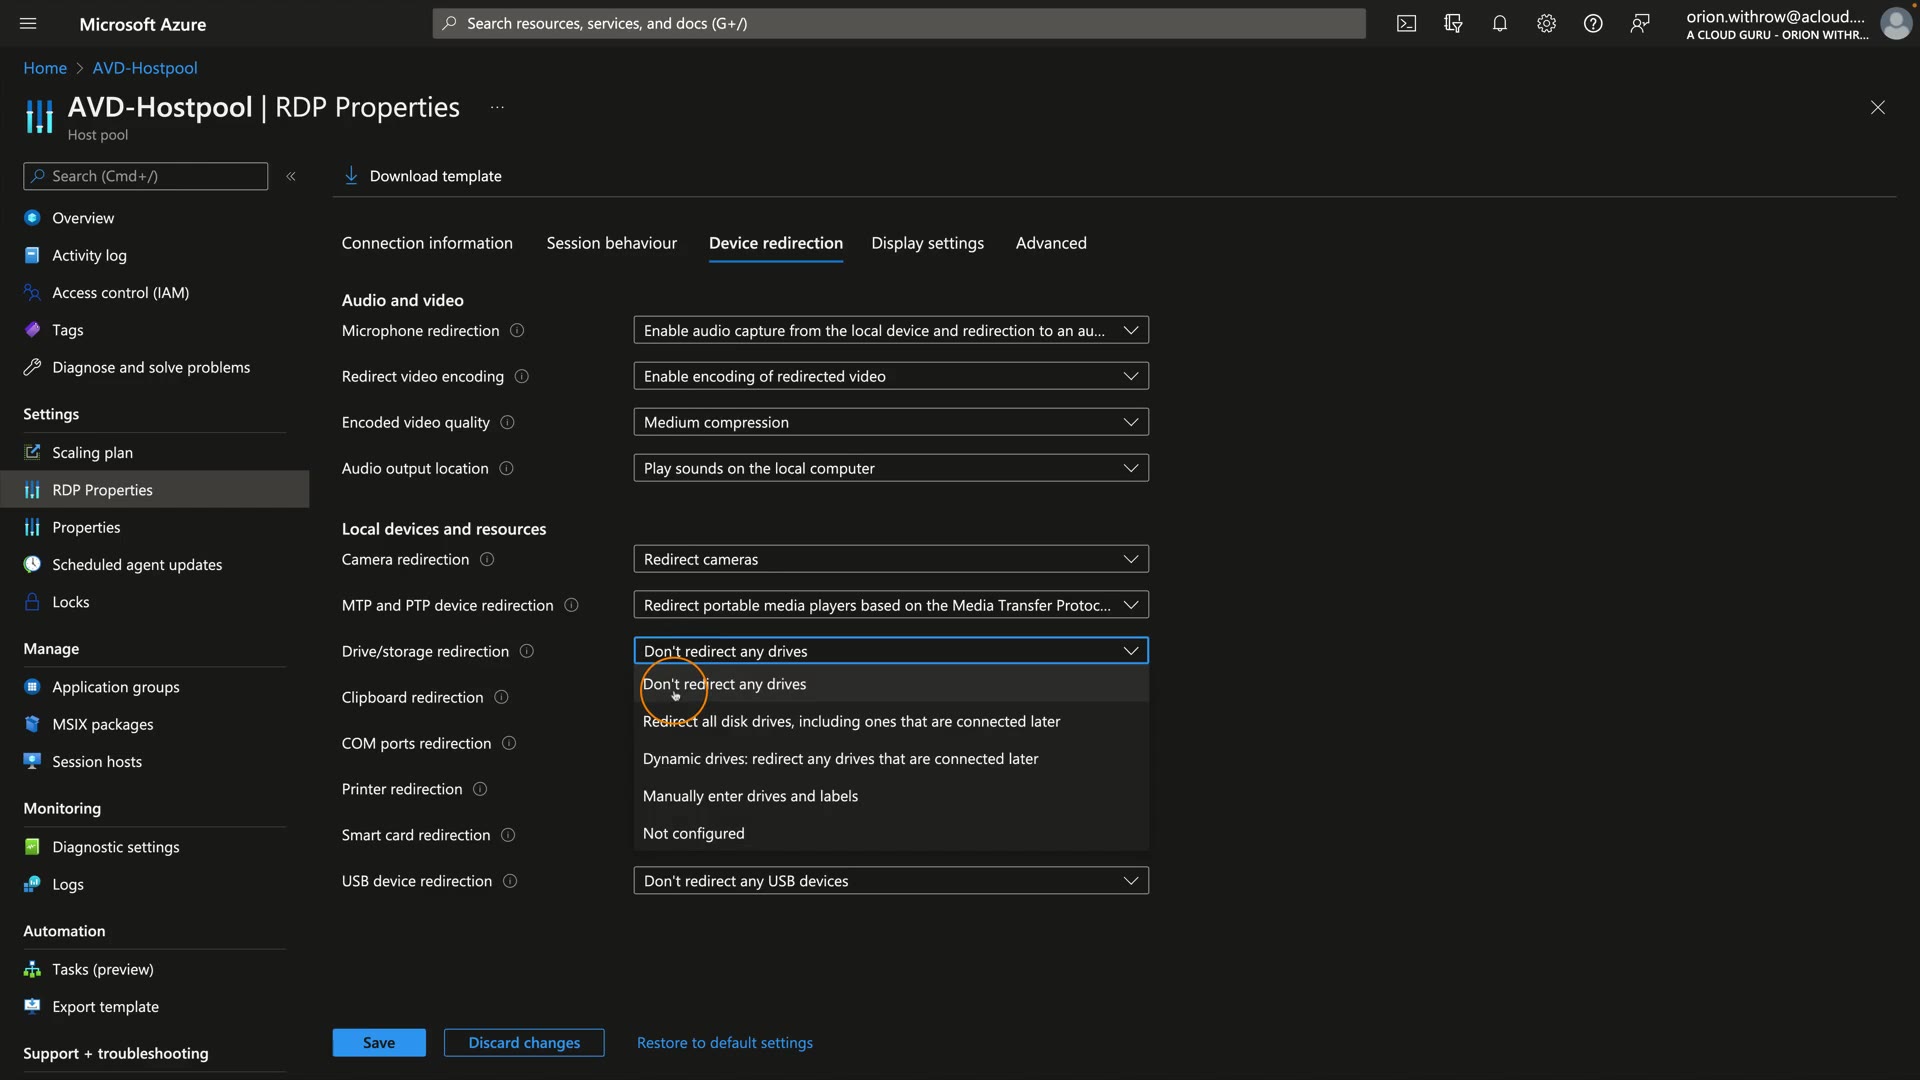 Microsoft Azure
Search resources, services, and docs (G+/)
orion.withrow@acloud....
A CLOUD GURU - ORION WITHR...
Home > AVD-Hostpool
AVD-Hostpool | RDP Properties ...
Host pool
Search (Cmd+/)
«
Overview
Activity log
Access control (IAM)
Tags
Diagnose and solve problems
Settings
Scaling plan
RDP Properties
Properties
Scheduled agent updates
Locks
Manage
Application groups
MSIX packages
Session hosts
Monitoring
Diagnostic settings
Logs
Automation
Tasks (preview)
Export template
Support + troubleshooting
Download template
Connection information Session behaviour Device redirection Display settings Advanced
Audio and video
Microphone redirection Enable audio capture from the local device and redirection to an au...
Redirect video encoding Enable encoding of redirected video
Encoded video quality Medium compression
Audio output location Play sounds on the local computer
Local devices and resources
Camera redirection Redirect cameras
MTP and PTP device redirection Redirect portable media players based on the Media Transfer Protoc...
Drive/storage redirection Don't redirect any drives
Don't redirect any drives
Clipboard redirection
Redirect all disk drives, including ones that are connected later
COM ports redirection
Dynamic drives: redirect any drives that are connected later
Printer redirection
Manually enter drives and labels
Smart card redirection
Not configured
USB device redirection Don't redirect any USB devices
Save Discard changes Restore to default settings